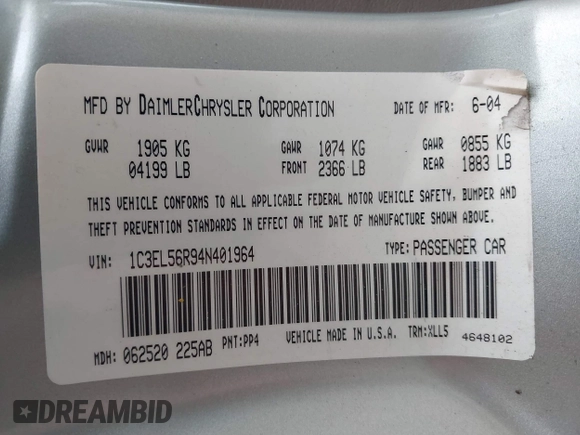 MFD BY DAIMLERCHRYSLER CORPORATION DATE OF MFR: 6-04
GVWR 1905 KG GAWR 1074 KG GAWR 0855 KG
04199 LB FRONT 2366 LB REAR 1883 LB
THIS VEHICLE CONFORMS TO ALL APPLICABLE FEDERAL MOTOR VEHICLE SAFETY, BUMPER AND
THEFT PREVENTION STANDARDS IN EFFECT ON THE DATE OF MANUFACTURE SHOWN ABOVE.
VIN: 1C3EL56R94N401964 TYPE: PASSENGER CAR
MDH: 062520 225AB PNT: PP4 VEHICLE MADE IN U.S.A. TRM: XLL5 4648102
DREAMBID